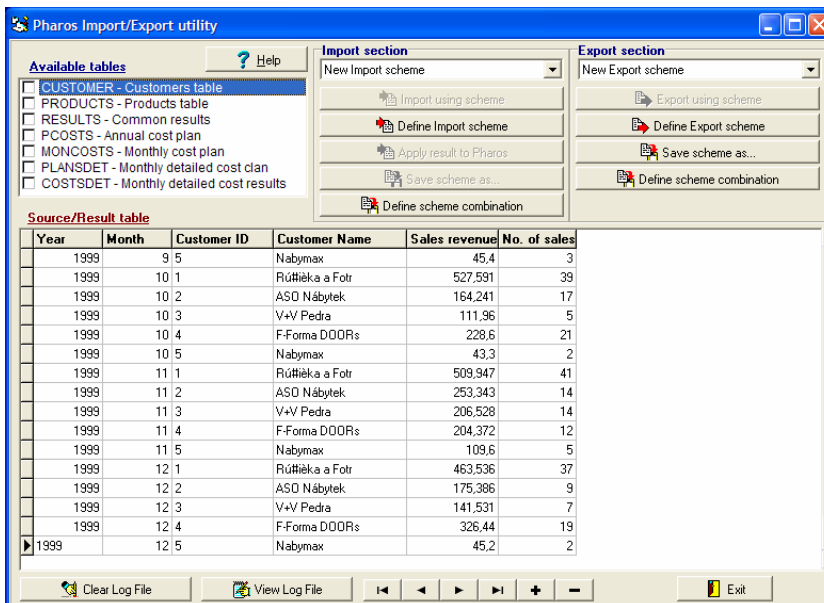 Pharos Import/Export utility
Available tables
? Help
CUSTOMER - Customers table
PRODUCTS - Products table
RESULTS - Common results
PCOSTS - Annual cost plan
MONCOSTS - Monthly cost plan
PLANSDET - Monthly detailed cost clan
COSTSDET - Monthly detailed cost results
Import section
New Import scheme
Import using scheme
Define Import scheme
Apply result to Pharos
Save scheme as...
Define scheme combination
Export section
New Export scheme
Export using scheme
Define Export scheme
Save scheme as...
Define scheme combination
Source/Result table
Year Month Customer ID Customer Name Sales revenue No. of sales
1999 9 5 Nabymax 45,4 3
1999 10 1 Rú#ièka a Fotr 527,591 39
1999 10 2 ASO Nábytek 164,241 17
1999 10 3 V+V Pedra 111,96 5
1999 10 4 F-Forma DOORs 228,6 21
1999 10 5 Nabymax 43,3 2
1999 11 1 Rú#ièka a Fotr 509,947 41
1999 11 2 ASO Nábytek 253,343 14
1999 11 3 V+V Pedra 206,528 14
1999 11 4 F-Forma DOORs 204,372 12
1999 11 5 Nabymax 109,6 5
1999 12 1 Rú#ièka a Fotr 463,536 37
1999 12 2 ASO Nábytek 175,386 9
1999 12 3 V+V Pedra 141,531 7
1999 12 4 F-Forma DOORs 326,44 19
1999 12 5 Nabymax 45,2 2
Clear Log File View Log File Exit